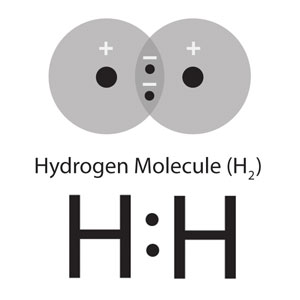 + +
– –
Hydrogen Molecule (H₂)
H:H